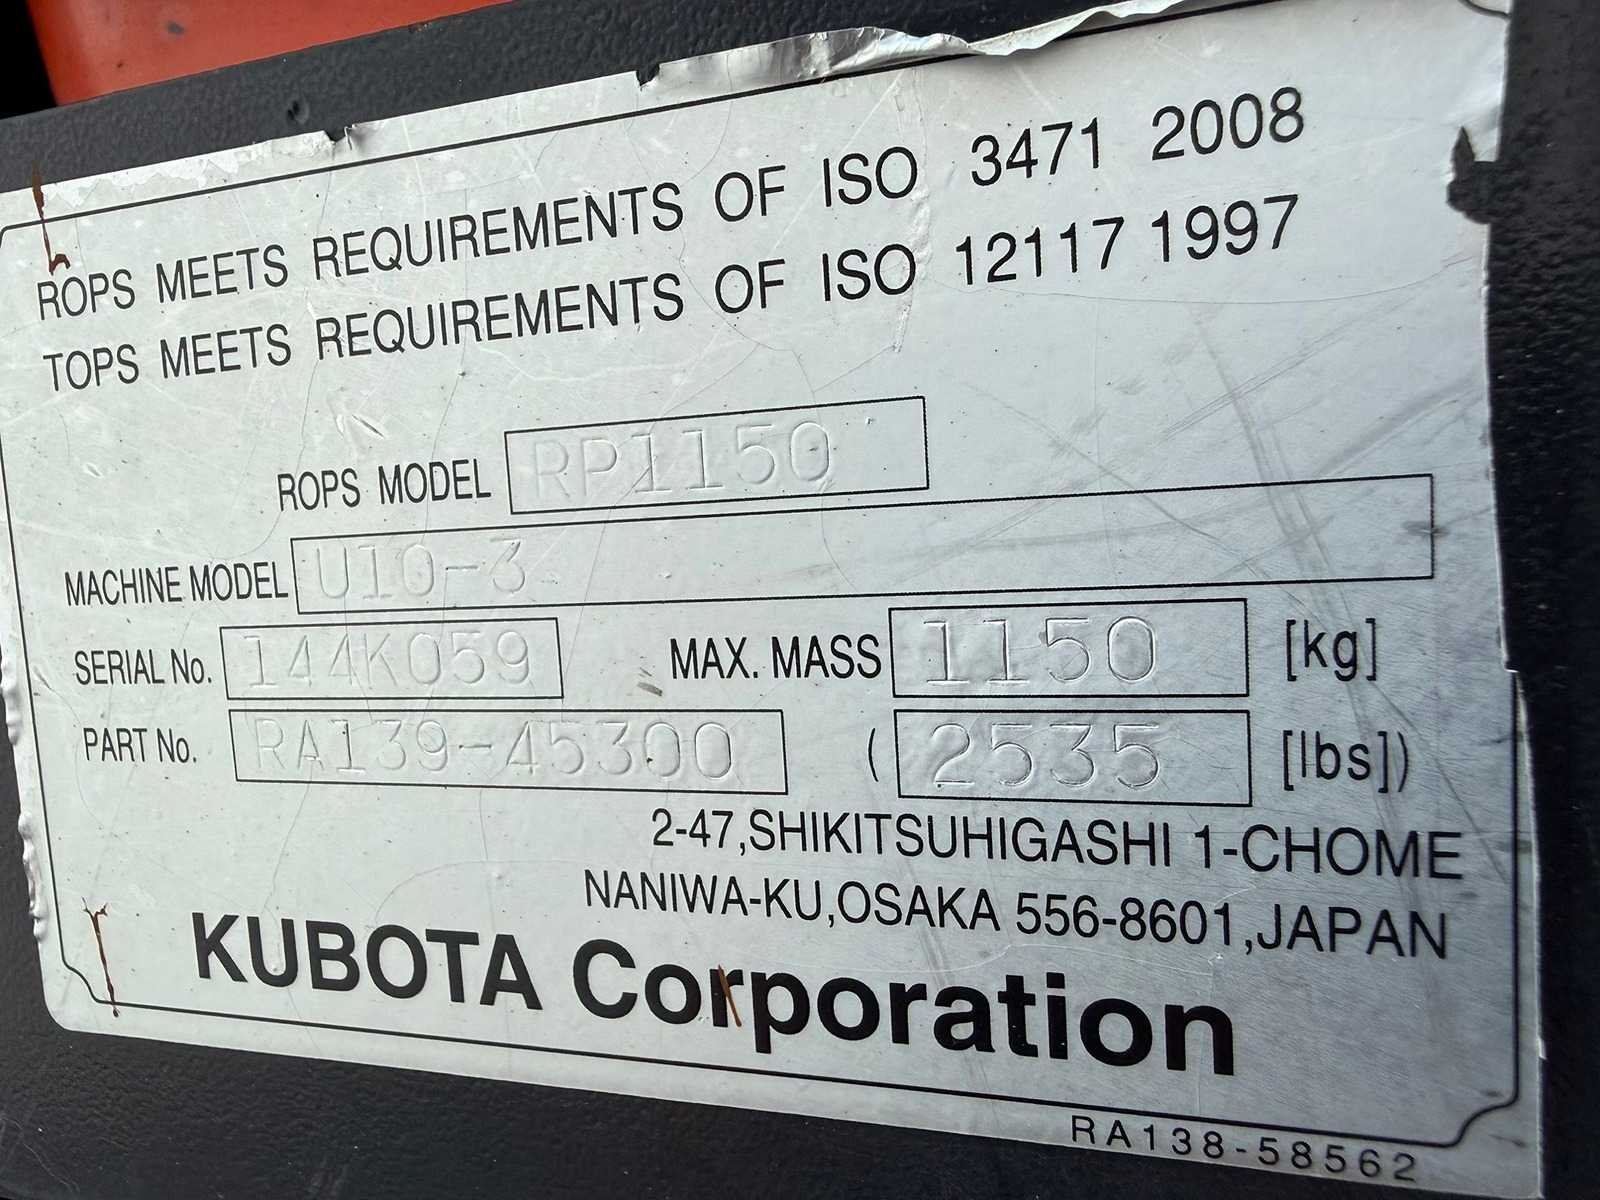 ROPS MEETS REQUIREMENTS OF ISO 3471 2008
TOPS MEETS REQUIREMENTS OF ISO 12117 1997
ROPS MODEL RP1150
MACHINE MODEL U10-3
SERIAL No. 144K059 MAX. MASS 1150 [kg]
PART No. RA139-45300 ( 2535 [lbs])
2-47,SHIKITSUHIGASHI 1-CHOME
NANIWA-KU,OSAKA 556-8601,JAPAN
KUBOTA Corporation
RA138-58562